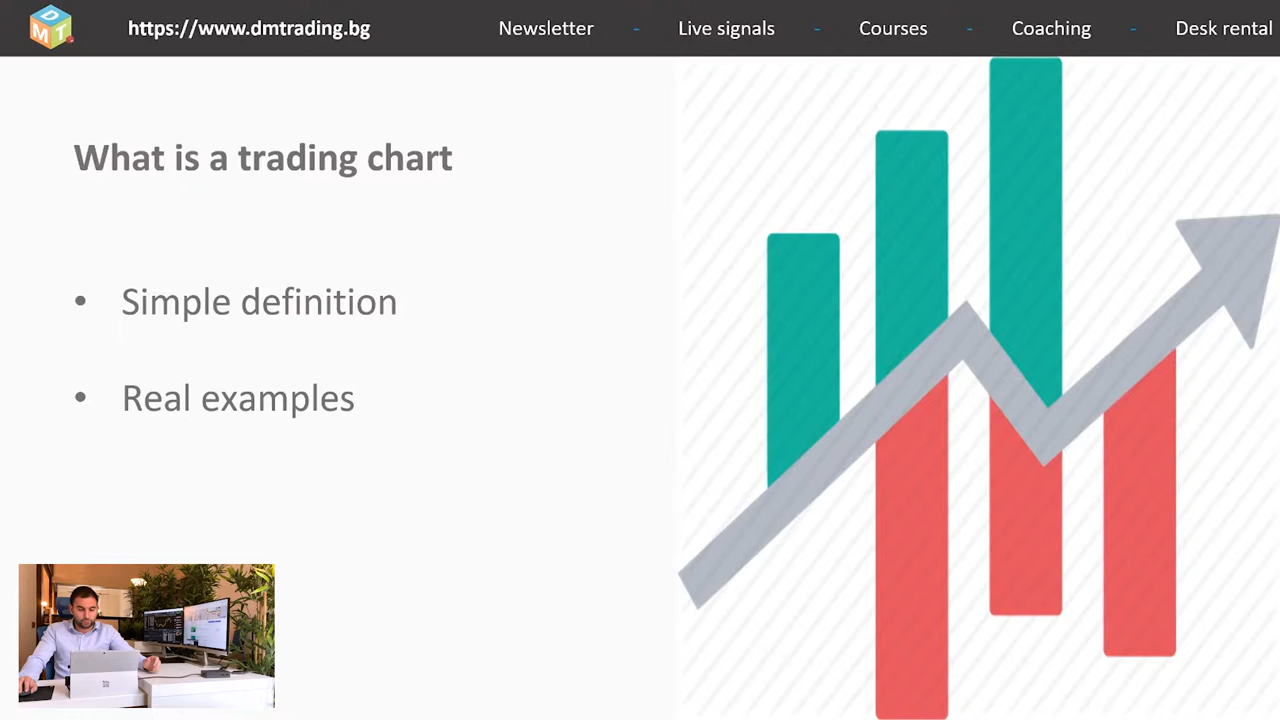 DMT
https://www.dmtrading.bg
Newsletter - Live signals - Courses - Coaching - Desk rental
What is a trading chart
• Simple definition
• Real examples